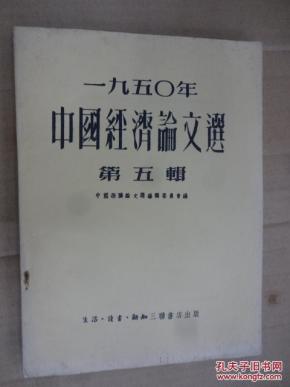 一九五〇年
中國經濟論文選
第五輯
中國經濟論文選編輯委員會編
生活·讀書·新知三聯書店出版
孔夫子旧书网